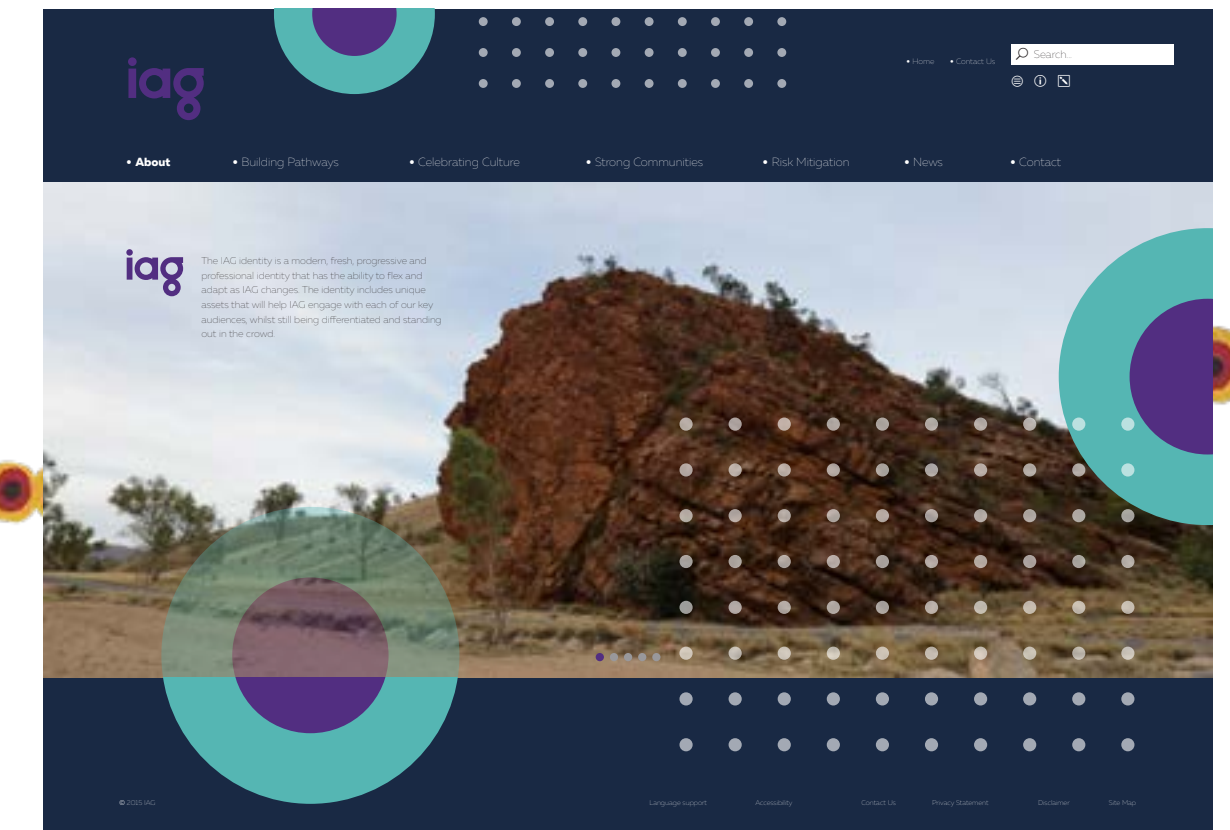 iag
• Home • Contact Us
Search...
• About • Building Pathways • Celebrating Culture • Strong Communities • Risk Mitigation • News • Contact
iag
The IAG identity is a modern, fresh, progressive and
professional identity that has the ability to flex and
adapt as IAG changes. The identity includes unique
assets that will help IAG engage with each of our key
audiences, whilst still being differentiated and standing
out in the crowd.
© 2015 IAG Language support Accessibility Contact Us Privacy Statement Disclaimer Site Map